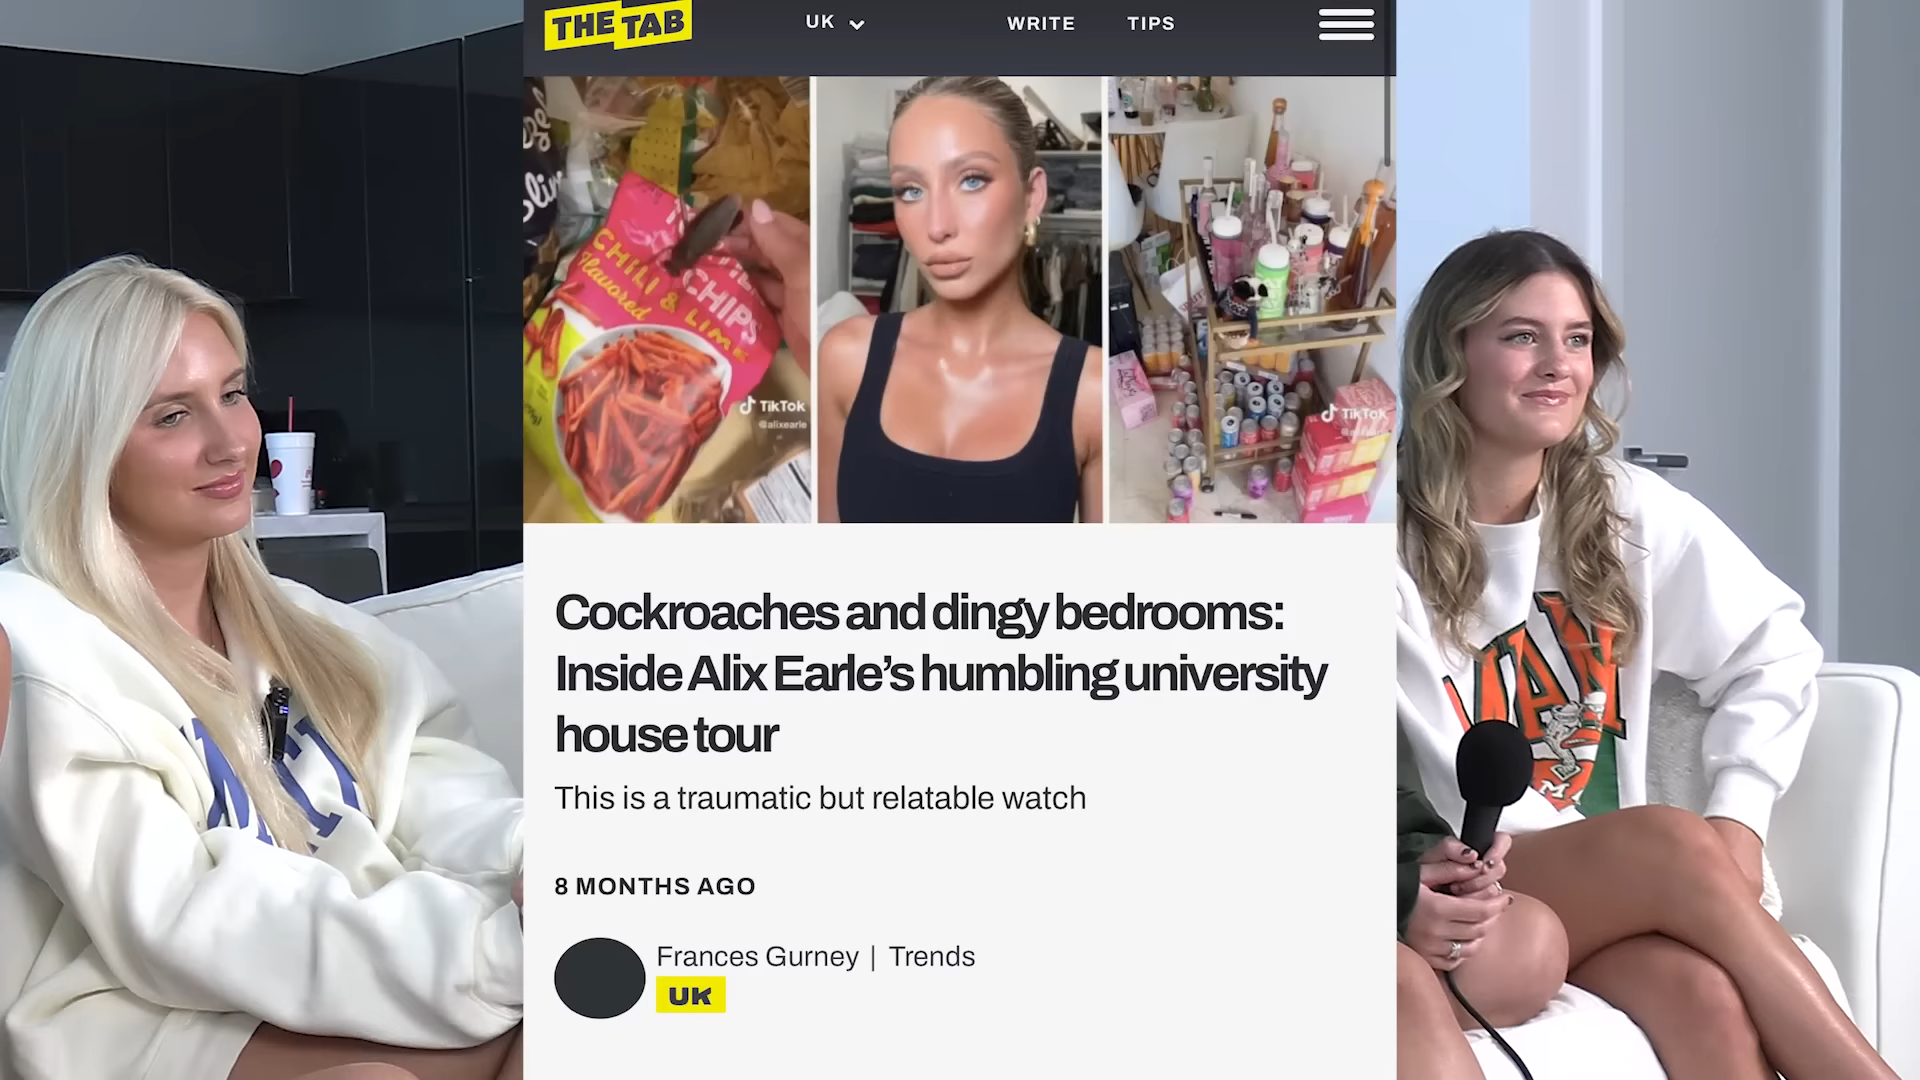 THE TAB
UK
WRITE
TIPS
CHILI &
Flavored
CHIPS
LIME
TikTok
@alixearle
TikTok
Cockroaches and dingy bedrooms:
Inside Alix Earle's humbling university
house tour
This is a traumatic but relatable watch
8 MONTHS AGO
Frances Gurney | Trends
UK